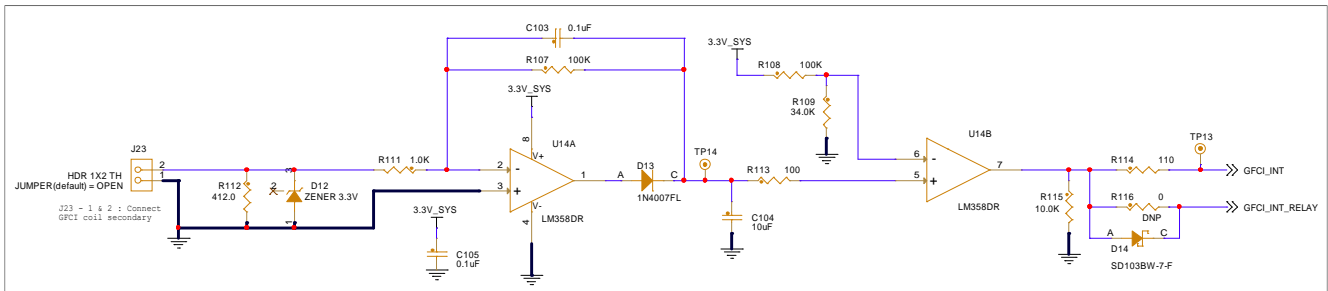 C103
0.1uF
R107
100K
3.3V_SYS
R108
100K
3.3V_SYS
R109
34.0K
U14A
U14B
J23
8
V+
TP13
D13
TP14
2
1
R111
1.0K
2
-
3
+
1
A
C
1N4007FL
R113
100
6
-
5
+
7
R114
110
GFCI_INT
HDR 1X2 TH
JUMPER(default) = OPEN
R112
412.0
3
2
D12
ZENER 3.3V
1
V-
4
LM358DR
LM358DR
R115
10.0K
R116
0
DNP
GFCI_INT_RELAY
J23 - 1 & 2 : Connect
GFCI coil secondary
3.3V_SYS
C105
0.1uF
C104
10uF
A
C
D14
SD103BW-7-F